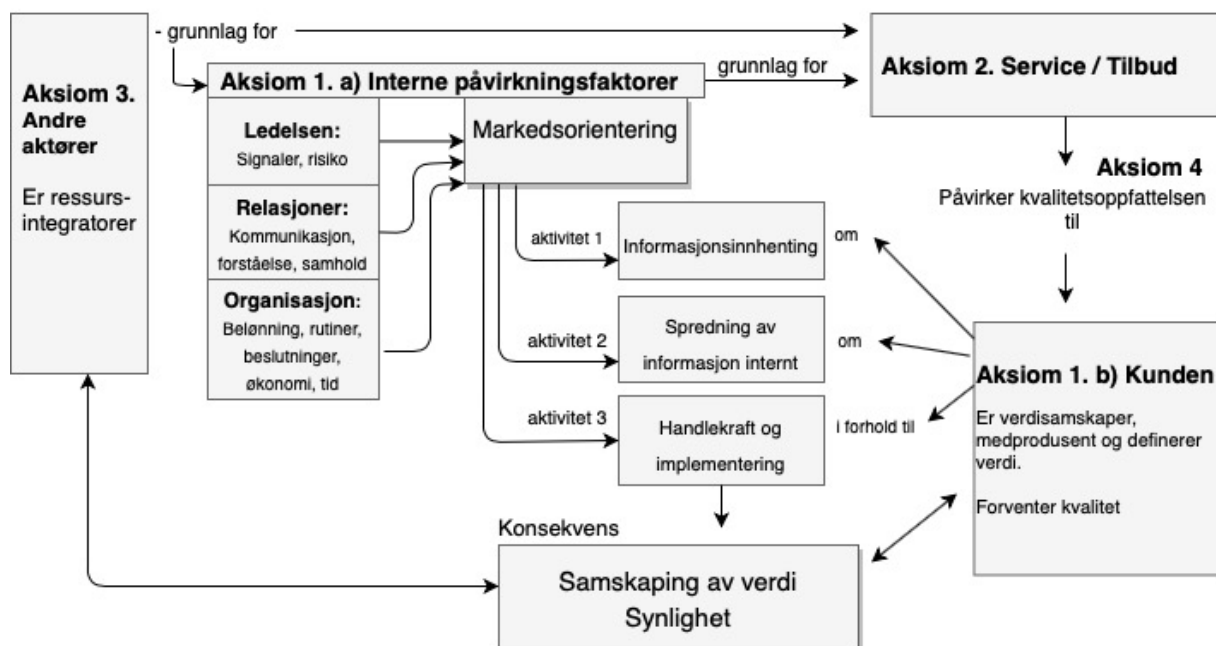 Aksiom 3.
Andre
aktører
Er ressurs-
integratorer
- grunnlag for
Aksiom 1. a) Interne påvirkningsfaktorer
grunnlag for
Aksiom 2. Service / Tilbud
Ledelsen:
Signaler, risiko
Relasjoner:
Kommunikasjon,
forståelse, samhold
Organisasjon:
Belønning, rutiner,
beslutninger,
økonomi, tid
Markedsorientering
aktivitet 1
Informasjonsinnhenting
om
aktivitet 2
Spredning av
informasjon internt
om
aktivitet 3
Handlekraft og
implementering
i forhold til
Aksiom 4
Påvirker kvalitetsoppfattelsen
til
Aksiom 1. b) Kunden
Er verdisamskaper,
medprodusent og definerer
verdi.
Forventer kvalitet
Konsekvens
Samskaping av verdi
Synlighet